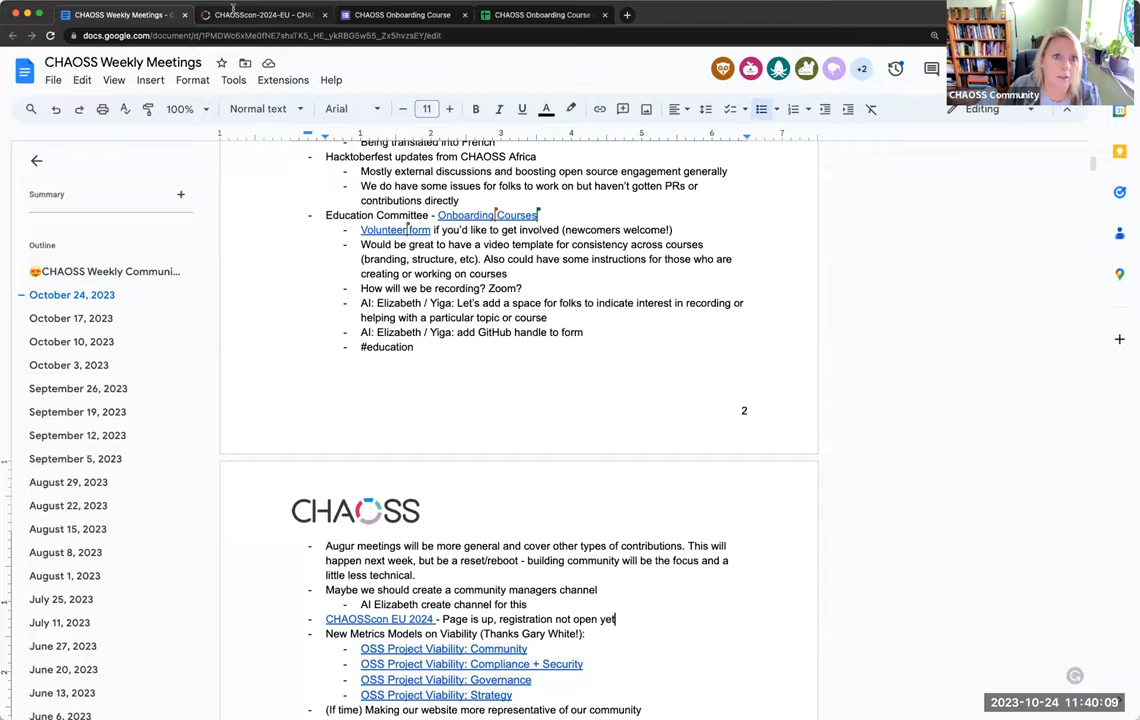 CHAOSS Weekly Meetings -
CHAOSScon-2024-EU - CHA
CHAOSS Onboarding Course
CHAOSS Onboarding Course
docs.google.com/document/d/1PMDWc6xMe0fNE7shxTK5_HE_ykRBG5w55_Zx5hvzsEY/edit
CHAOSS Weekly Meetings
File Edit View Insert Format Tools Extensions Help
+2
CHAOSS Community
100% Normal text Arial 11 Editing
1 1 2 3 4 5 6 7
Being translated into French
- Hacktoberfest updates from CHAOSS Africa
- Mostly external discussions and boosting open source engagement generally
- We do have some issues for folks to work on but haven't gotten PRs or
contributions directly
- Education Committee - Onboarding Courses
- Volunteer form if you'd like to get involved (newcomers welcome!)
- Would be great to have a video template for consistency across courses
(branding, structure, etc). Also could have some instructions for those who are
creating or working on courses
- How will we be recording? Zoom?
- AI: Elizabeth / Yiga: Let's add a space for folks to indicate interest in recording or
helping with a particular topic or course
- AI: Elizabeth / Yiga: add GitHub handle to form
- #education
2
CHAOSS
- Augur meetings will be more general and cover other types of contributions. This will
happen next week, but be a reset/reboot - building community will be the focus and a
little less technical.
- Maybe we should create a community managers channel
- AI Elizabeth create channel for this
- CHAOSScon EU 2024 - Page is up, registration not open yet
- New Metrics Models on Viability (Thanks Gary White!):
- OSS Project Viability: Community
- OSS Project Viability: Compliance + Security
- OSS Project Viability: Governance
- OSS Project Viability: Strategy
- (If time) Making our website more representative of our community
Summary
Outline
😍CHAOSS Weekly Communi...
October 24, 2023
October 17, 2023
October 10, 2023
October 3, 2023
September 26, 2023
September 19, 2023
September 12, 2023
September 5, 2023
August 29, 2023
August 22, 2023
August 15, 2023
August 8, 2023
August 1, 2023
July 25, 2023
July 11, 2023
June 27, 2023
June 20, 2023
June 13, 2023
June 6, 2023
2023-10-24 11:40:09